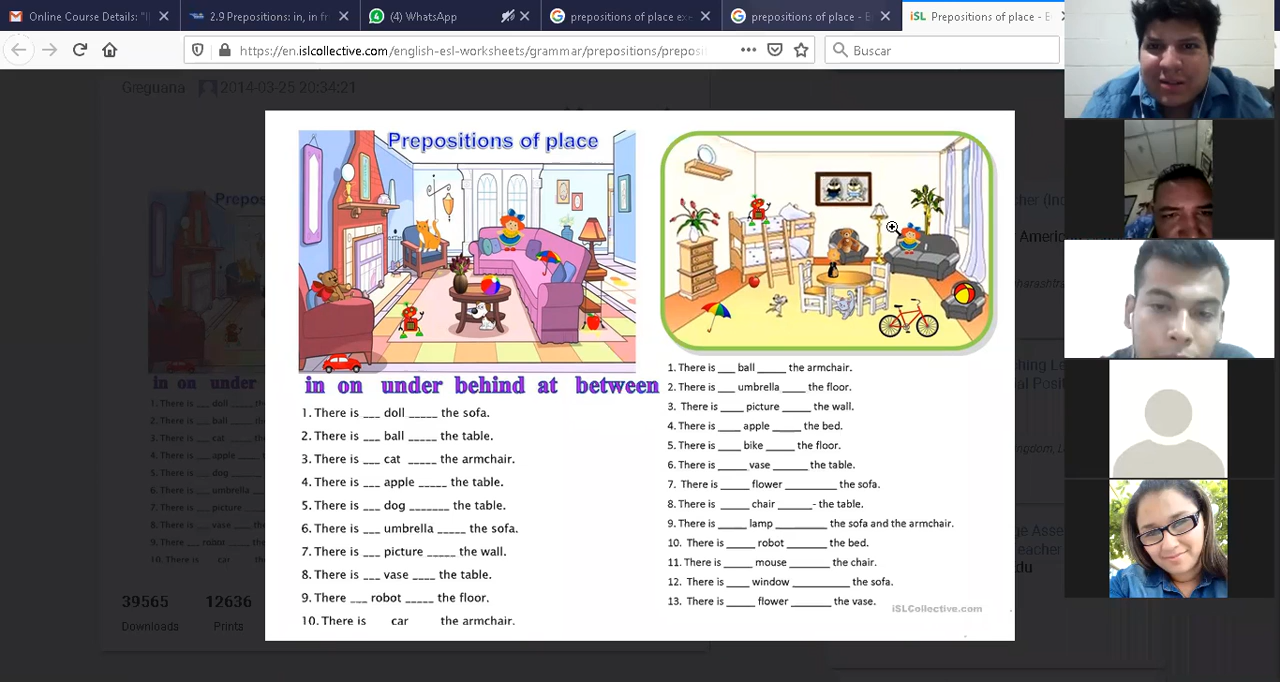 Online Course Details: "I
2.9 Prepositions: in, in fr
(4) WhatsApp
prepositions of place exe
prepositions of place - E
iSL Prepositions of place - E
https://en.islcollective.com/english-esl-worksheets/grammar/prepositions/preposi
Buscar
Greguana 2014-03-25 20:34:21
Prepositions of place
in on under behind at between
1. There is ___ doll _____ the sofa.
2. There is ___ ball _____ the table.
3. There is ___ cat _____ the armchair.
4. There is ___ apple _____ the table.
5. There is ___ dog _______ the table.
6. There is ___ umbrella _____ the sofa.
7. There is ___ picture _____ the wall.
8. There is ___ vase ____ the table.
9. There ___ robot _____ the floor.
10. There is car the armchair.
1. There is ___ ball _____ the armchair.
2. There is ___ umbrella ____ the floor.
3. There is ____ picture _____ the wall.
4. There is ____ apple _____ the bed.
5. There is ____ bike _____ the floor.
6. There is _____ vase ______ the table.
7. There is _____ flower _________ the sofa.
8. There is _____ chair ______- the table.
9. There is _____ lamp _________ the sofa and the armchair.
10. There is _____ robot _______ the bed.
11. There is _____ mouse _______ the chair.
12. There is ____ window __________ the sofa.
13. There is _____ flower _______ the vase.
iSLCollective.com
39565
12636
Downloads
Prints